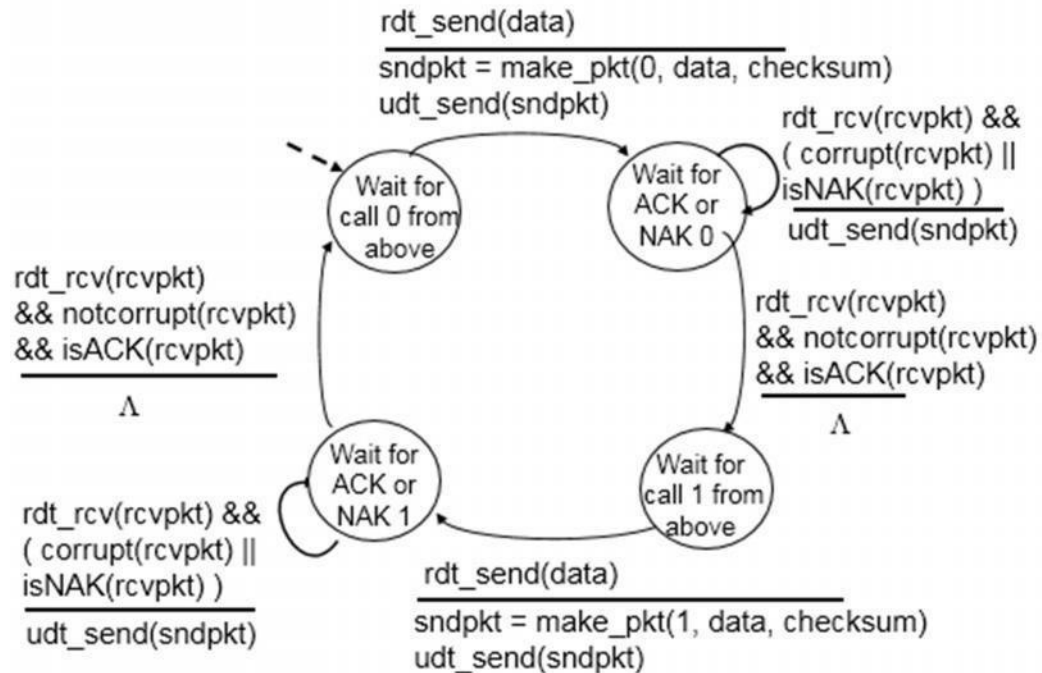 rdt_send(data)
sndpkt = make_pkt(0, data, checksum)
udt_send(sndpkt)
rdt_rcv(rcvpkt) &&
( corrupt(rcvpkt) ||
isNAK(rcvpkt) )
udt_send(sndpkt)
Wait for
call 0 from
above
Wait for
ACK or
NAK 0
rdt_rcv(rcvpkt)
&& notcorrupt(rcvpkt)
&& isACK(rcvpkt)
Λ
rdt_rcv(rcvpkt)
&& notcorrupt(rcvpkt)
&& isACK(rcvpkt)
Λ
Wait for
ACK or
NAK 1
Wait for
call 1 from
above
rdt_rcv(rcvpkt) &&
( corrupt(rcvpkt) ||
isNAK(rcvpkt) )
udt_send(sndpkt)
rdt_send(data)
sndpkt = make_pkt(1, data, checksum)
udt_send(sndpkt)